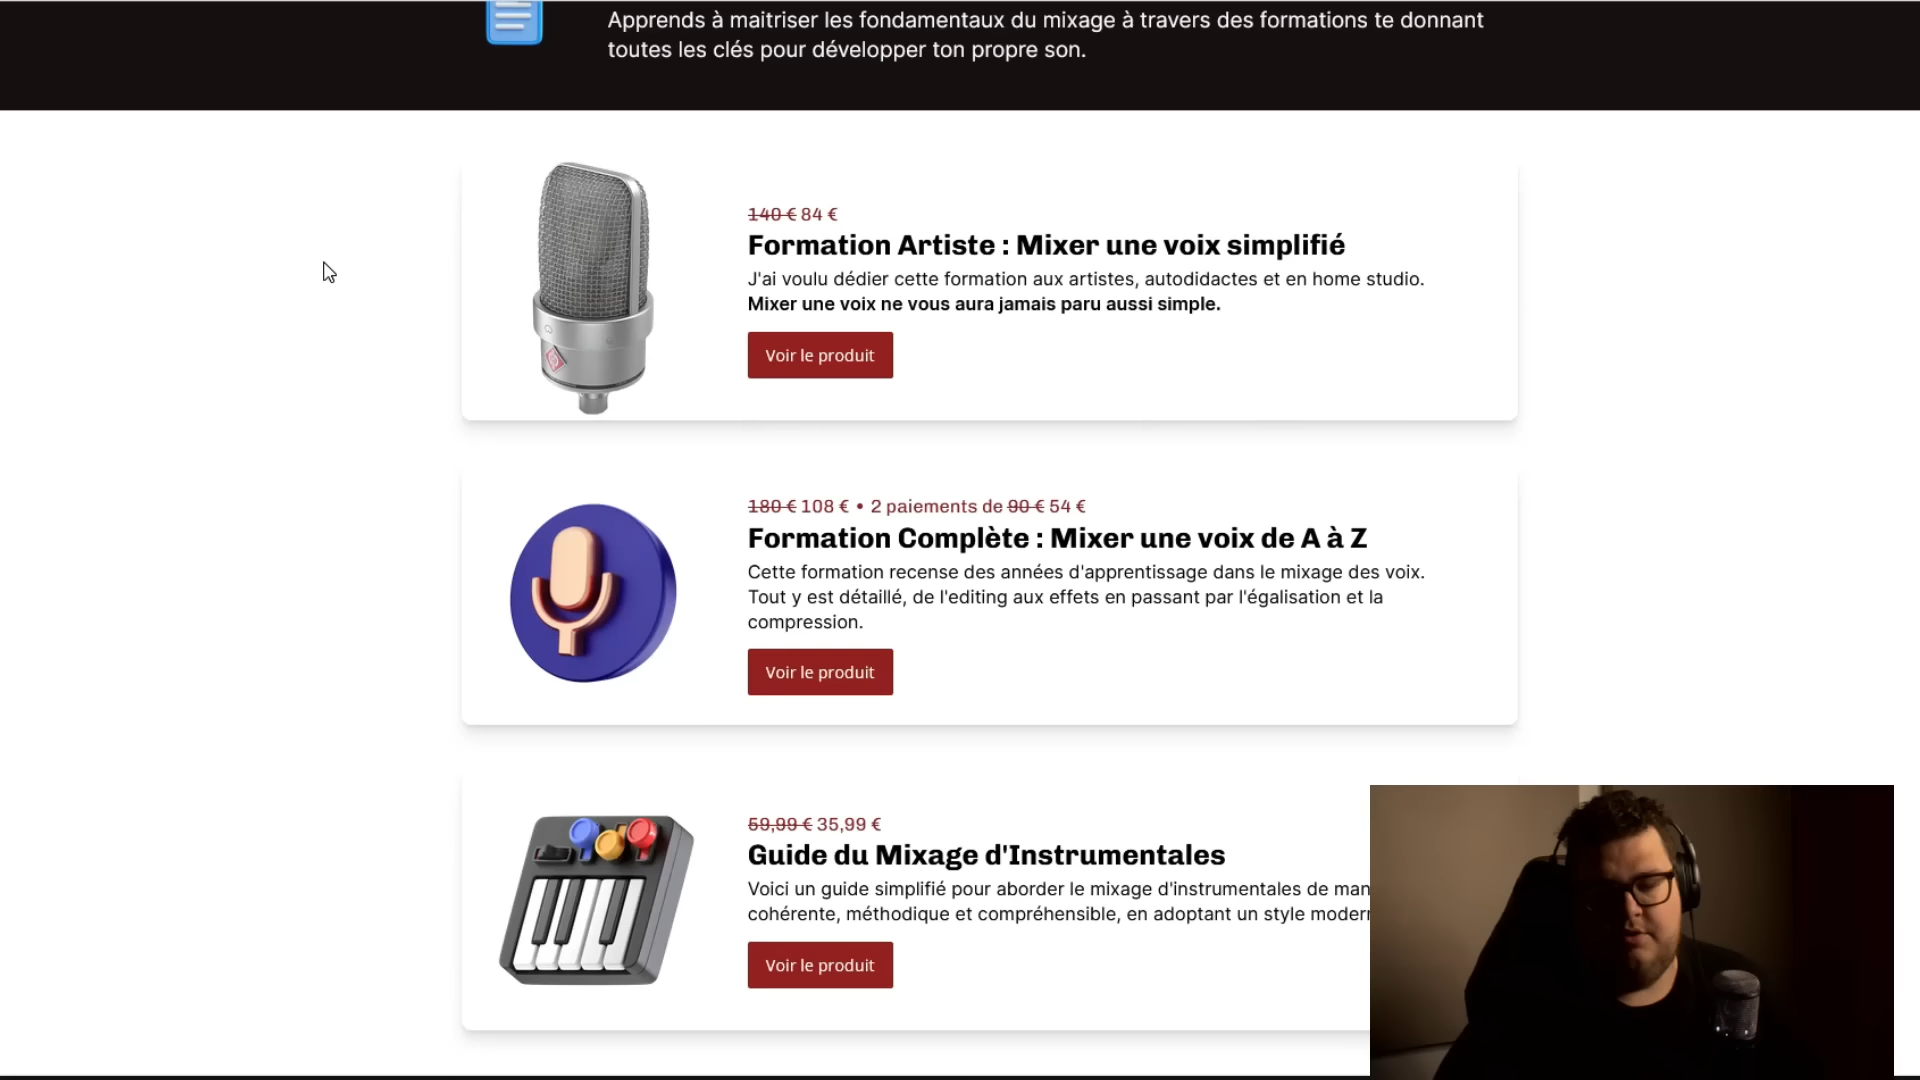 Apprends à maitriser les fondamentaux du mixage à travers des formations te donnant
toutes les clés pour développer ton propre son.
140 € 84 €
Formation Artiste : Mixer une voix simplifié
J'ai voulu dédier cette formation aux artistes, autodidactes et en home studio.
Mixer une voix ne vous aura jamais paru aussi simple.
Voir le produit
180 € 108 € • 2 paiements de 90 € 54 €
Formation Complète : Mixer une voix de A à Z
Cette formation recense des années d'apprentissage dans le mixage des voix.
Tout y est détaillé, de l'editing aux effets en passant par l'égalisation et la
compression.
Voir le produit
59,99 € 35,99 €
Guide du Mixage d'Instrumentales
Voici un guide simplifié pour aborder le mixage d'instrumentales de
cohérente, méthodique et compréhensible, en adoptant un style
Voir le produit